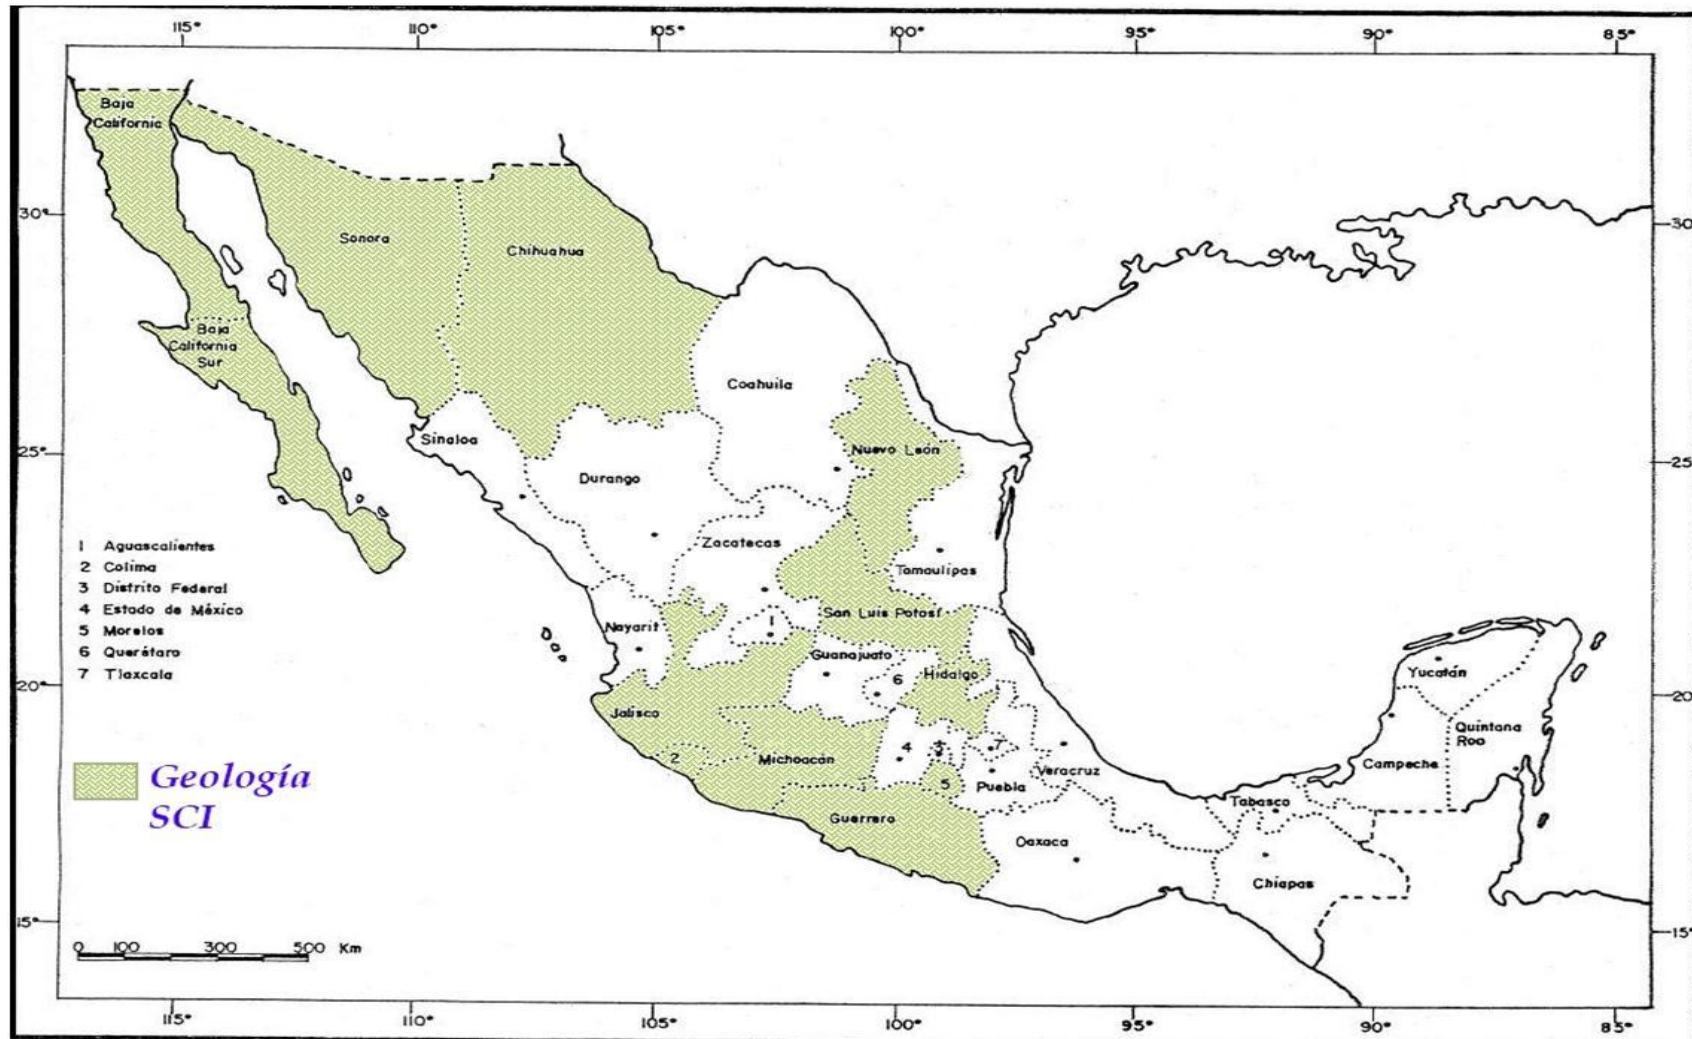 115° 110° 105° 100° 95° 90° 85°
Baja
California
30° 30°
Sonora
Chihuahua
Baja
California
Sur
Coahuila
Sinaloa
Nuevo León
25° 25°
Durango
Zacatecas
Tamaulipas
1 Aguascalientes
2 Colima
3 Distrito Federal
4 Estado de México
5 Morelos
6 Querétaro
7 Tlaxcala
San Luis Potosí
Nayarit
1
Guanajuato
6
Hidalgo
Yucatán
20° 20°
Jalisco
Quintana
Roo
2
Michoacán
4
3
7
Veracruz
Campeche
5
Puebla
Tabasco
Geología
SCI
Guerrero
Oaxaca
Chiapas
15° 15°
0 100 300 500 Km
115° 110° 105° 100° 95° 90° 85°